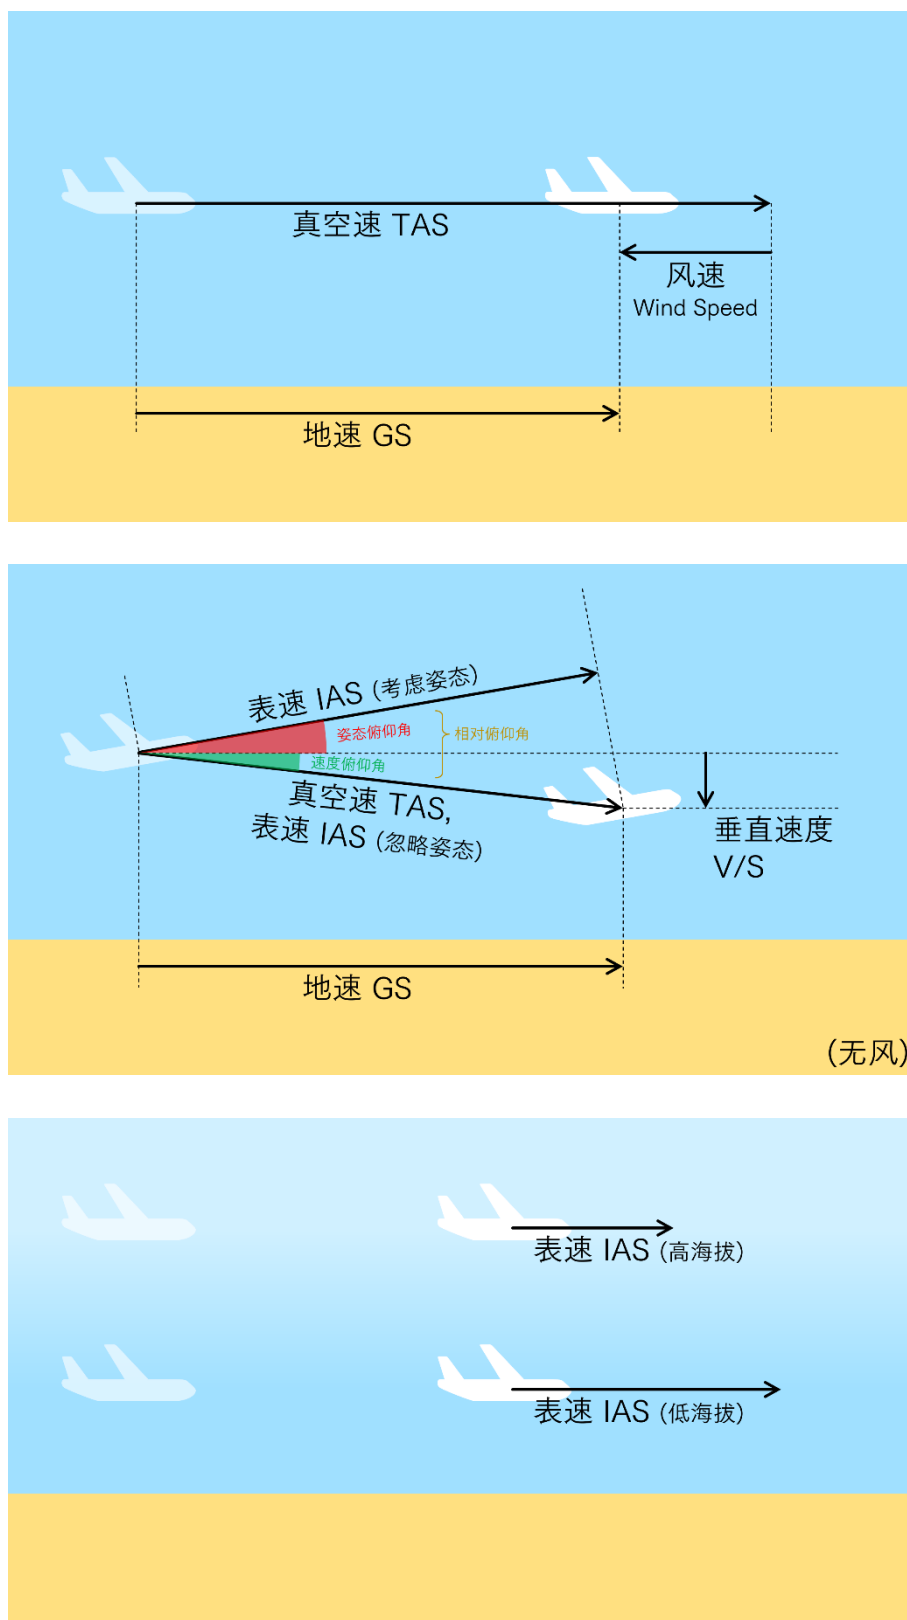 真空速 TAS
风速
Wind Speed
地速 GS
表速 IAS (考虑姿态)
姿态俯仰角
相对俯仰角
速度俯仰角
真空速 TAS,
表速 IAS (忽略姿态)
垂直速度
V/S
地速 GS
(无风)
表速 IAS (高海拔)
表速 IAS (低海拔)